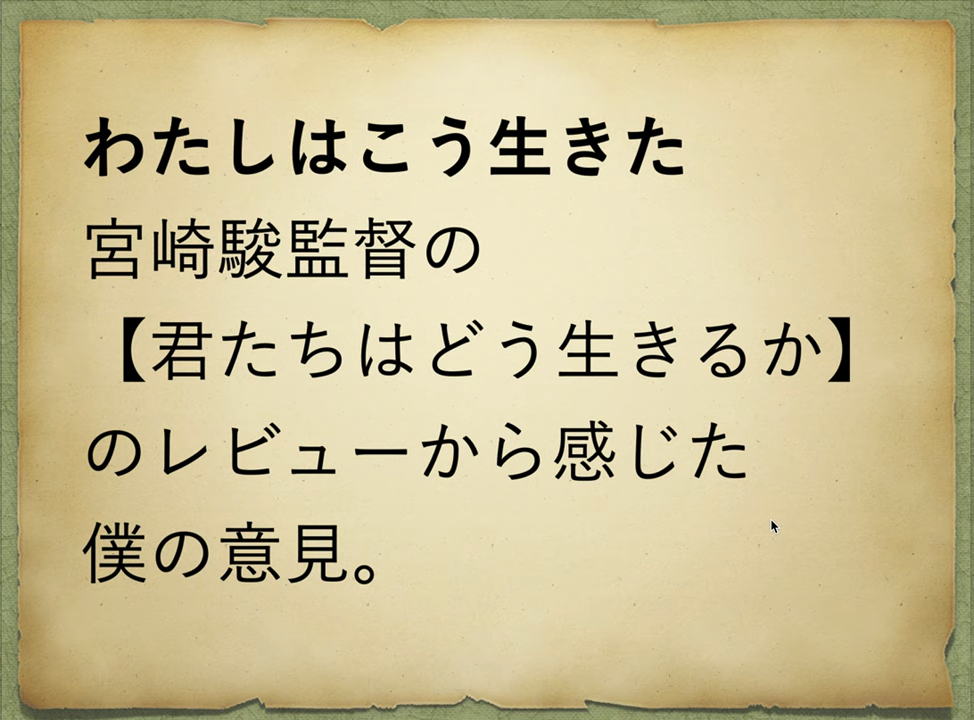 わたしはこう生きた
宮崎駿監督の
【君たちはどう生きるか】
のレビューから感じた
僕の意見。